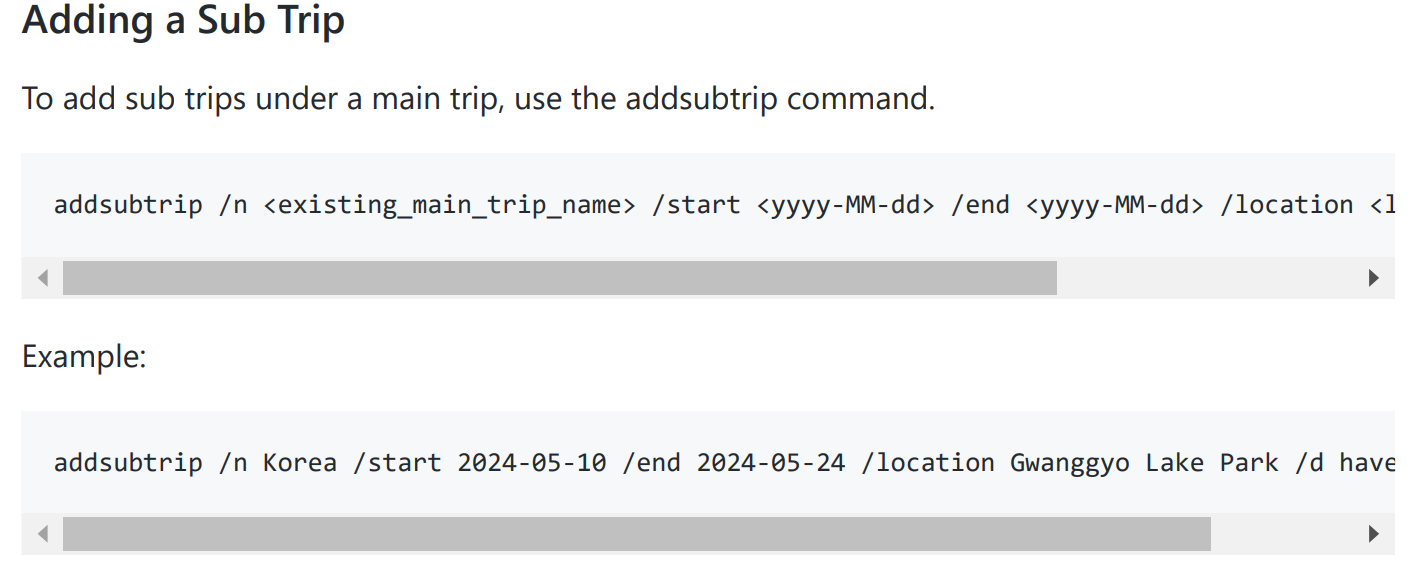 Adding a Sub Trip
To add sub trips under a main trip, use the addsubtrip command.
addsubtrip /n <existing_main_trip_name> /start <yyyy-MM-dd> /end <yyyy-MM-dd> /location <l
Example:
addsubtrip /n Korea /start 2024-05-10 /end 2024-05-24 /location Gwanggyo Lake Park /d have